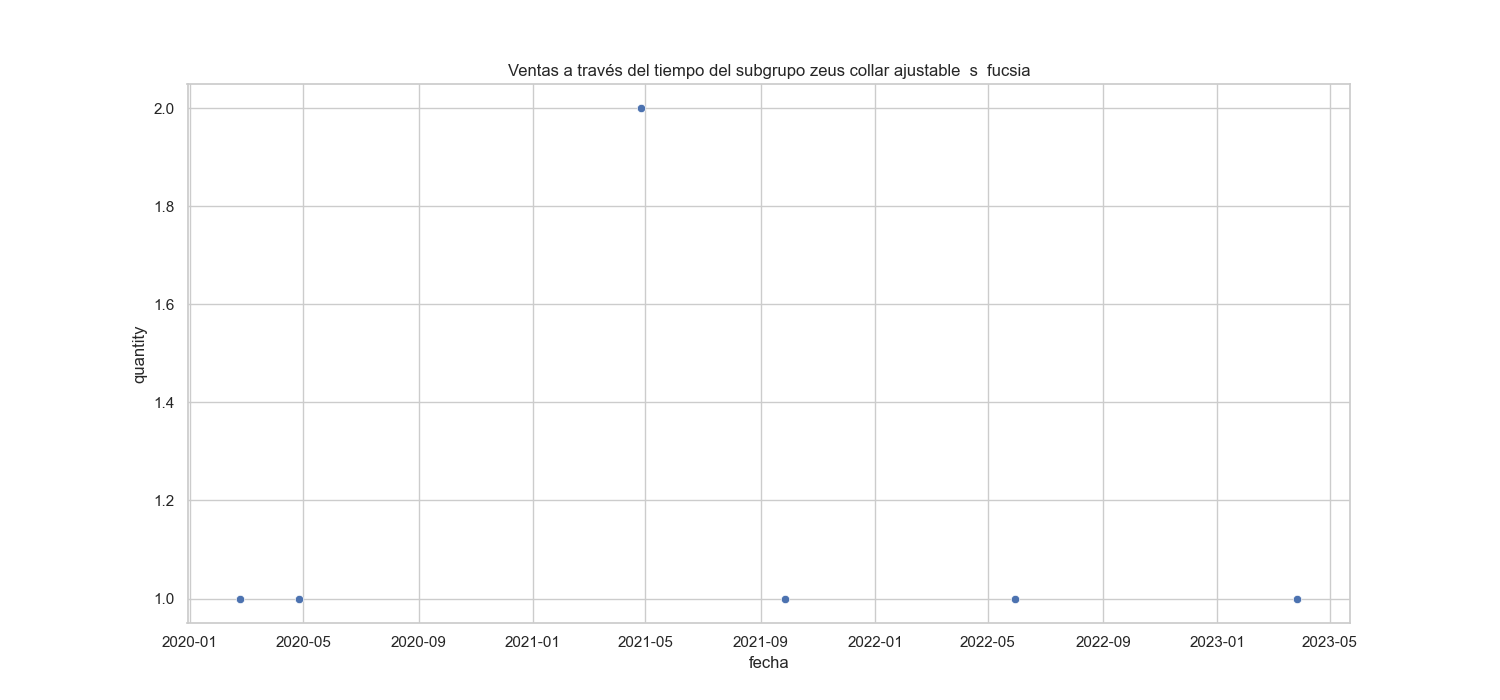 Ventas a través del tiempo del subgrupo zeus collar ajustable  s  fucsia
2.0
1.8
1.6
1.4
1.2
1.0
quantity
2020-01 2020-05 2020-09 2021-01 2021-05 2021-09 2022-01 2022-05 2022-09 2023-01 2023-05
fecha